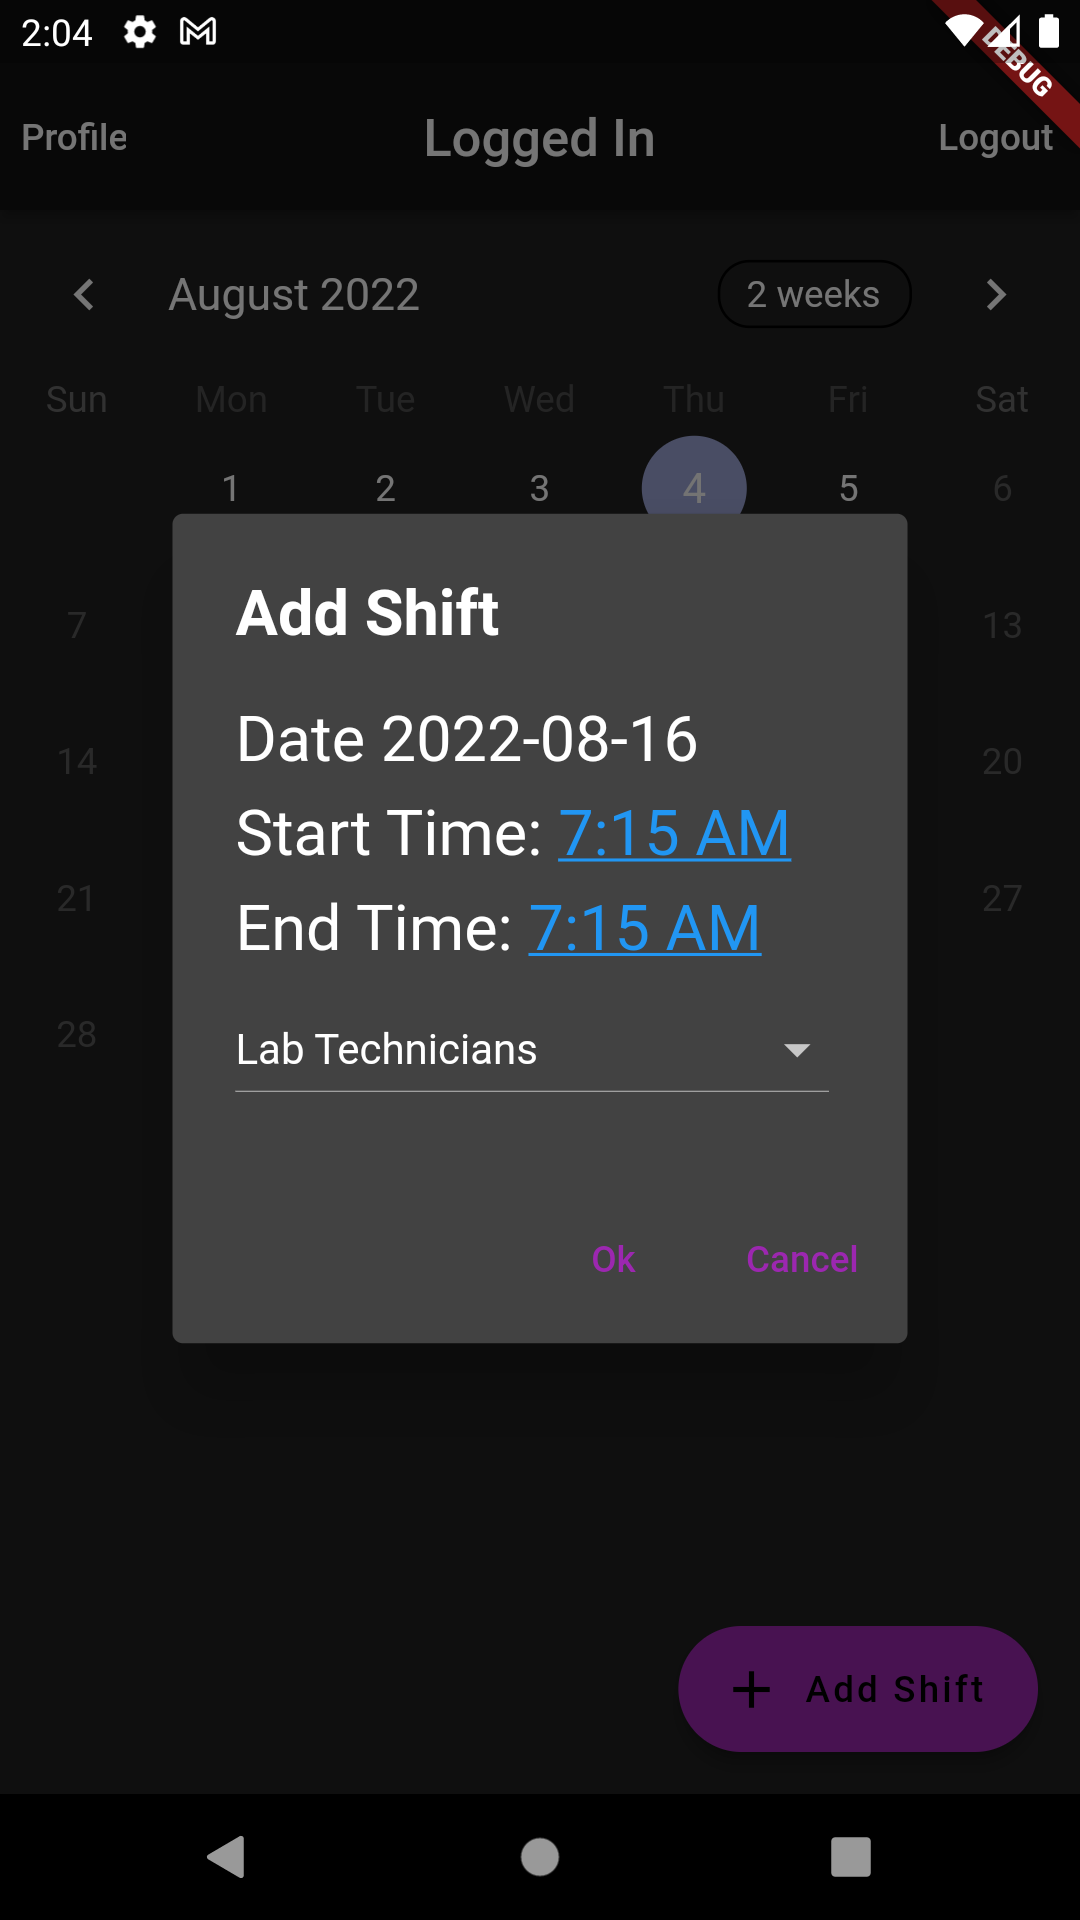 2:04
DEBUG
Profile Logged In Logout
August 2022 2 weeks
Sun Mon Tue Wed Thu Fri Sat
1 2 3 4 5 6
Add Shift
7 13
Date 2022-08-16
14 20
Start Time: 7:15 AM
21 27
End Time: 7:15 AM
28
Lab Technicians
Ok Cancel
Add Shift